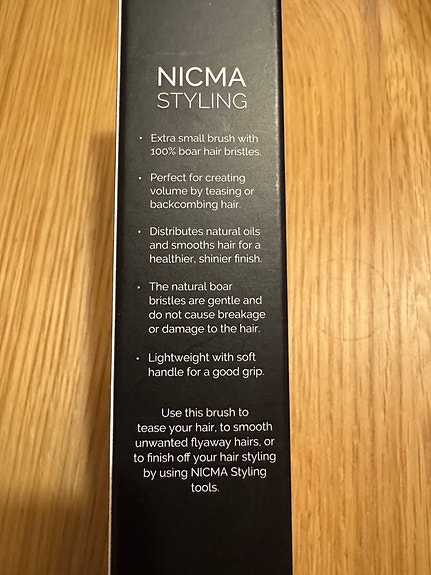 NICMA
STYLING
• Extra small brush with
100% boar hair bristles.
• Perfect for creating
volume by teasing or
backcombing hair.
• Distributes natural oils
and smooths hair for a
healthier, shinier finish.
• The natural boar
bristles are gentle and
do not cause breakage
or damage to the hair.
• Lightweight with soft
handle for a good grip.
Use this brush to
tease your hair, to smooth
unwanted flyaway hairs, or
to finish off your hair styling
by using NICMA Styling
tools.